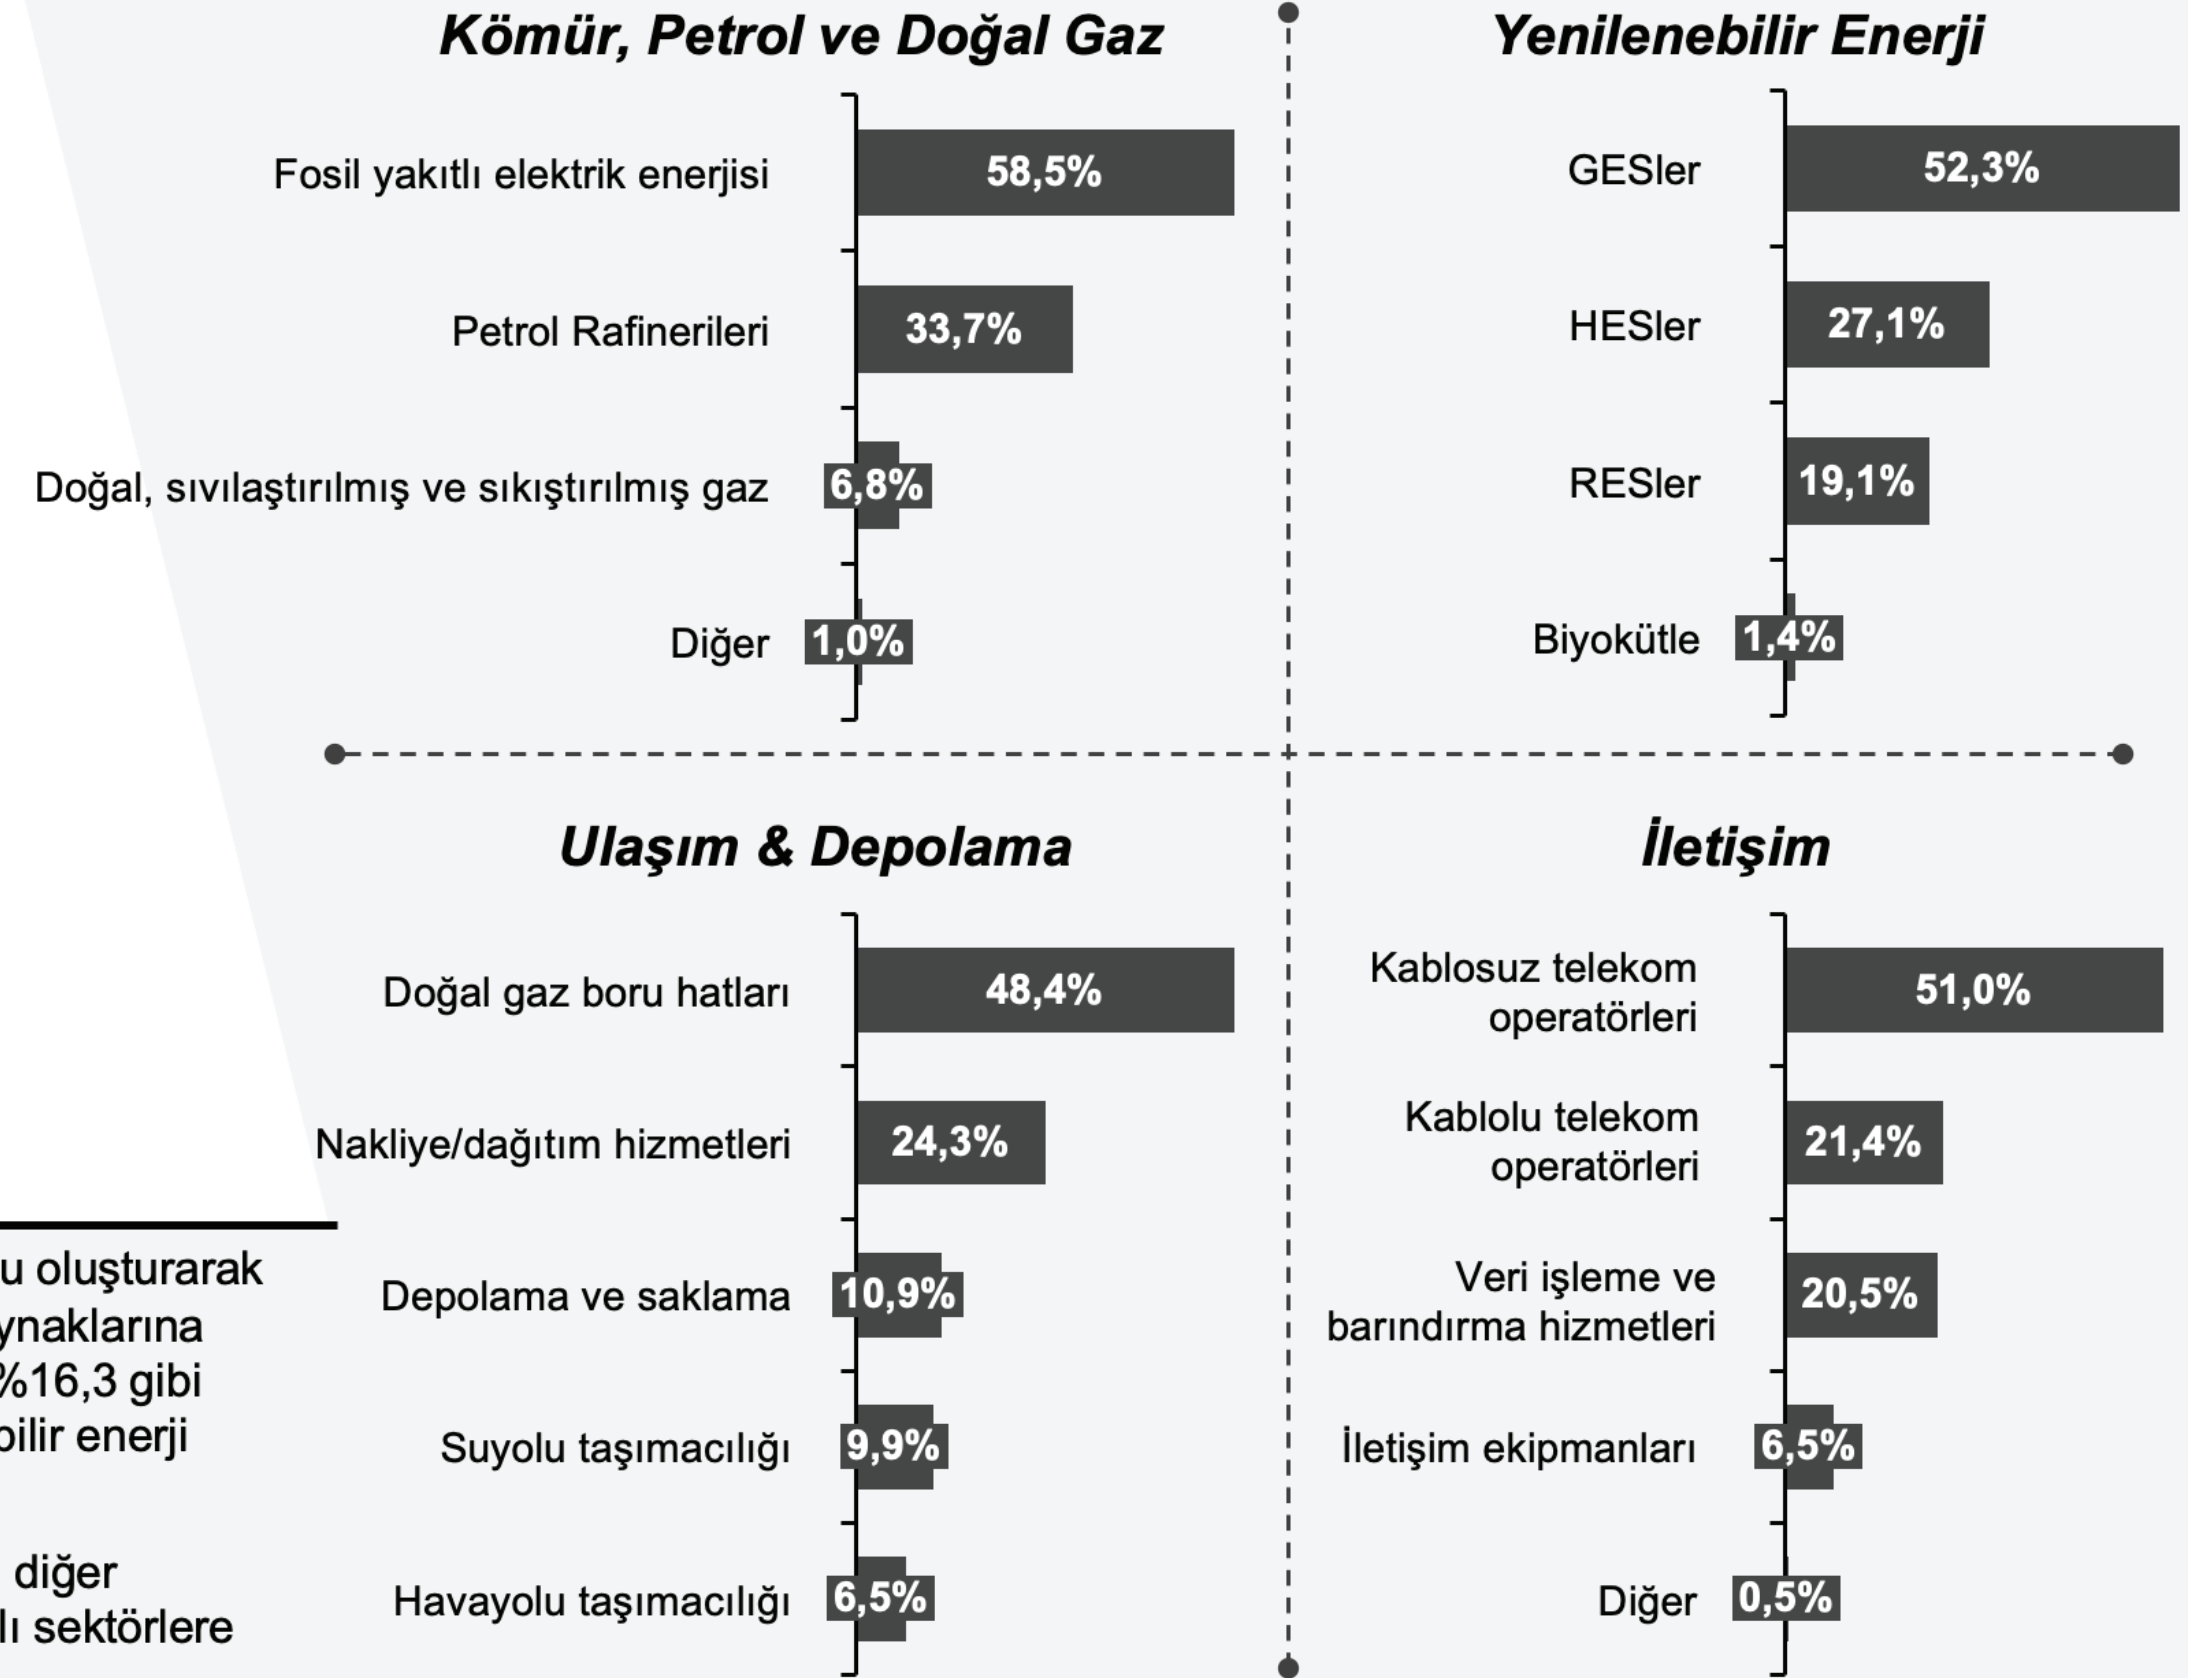 Kömür, Petrol ve Doğal Gaz
Fosil yakıtlı elektrik enerjisi 58,5%
Petrol Rafinerileri 33,7%
Doğal, sıvılaştırılmış ve sıkıştırılmış gaz 6,8%
Diğer 1,0%
Yenilenebilir Enerji
GESler 52,3%
HESler 27,1%
RESler 19,1%
Biyokütle 1,4%
Ulaşım & Depolama
Doğal gaz boru hatları 48,4%
Nakliye/dağıtım hizmetleri 24,3%
Depolama ve saklama 10,9%
Suyolu taşımacılığı 9,9%
Havayolu taşımacılığı 6,5%
İletişim
Kablosuz telekom
operatörleri 51,0%
Kablolu telekom
operatörleri 21,4%
Veri işleme ve
barındırma hizmetleri 20,5%
İletişim ekipmanları 6,5%
Diğer 0,5%
u oluşturarak
ynaklarına
%16,3 gibi
bilir enerji
diğer
lı sektörlere